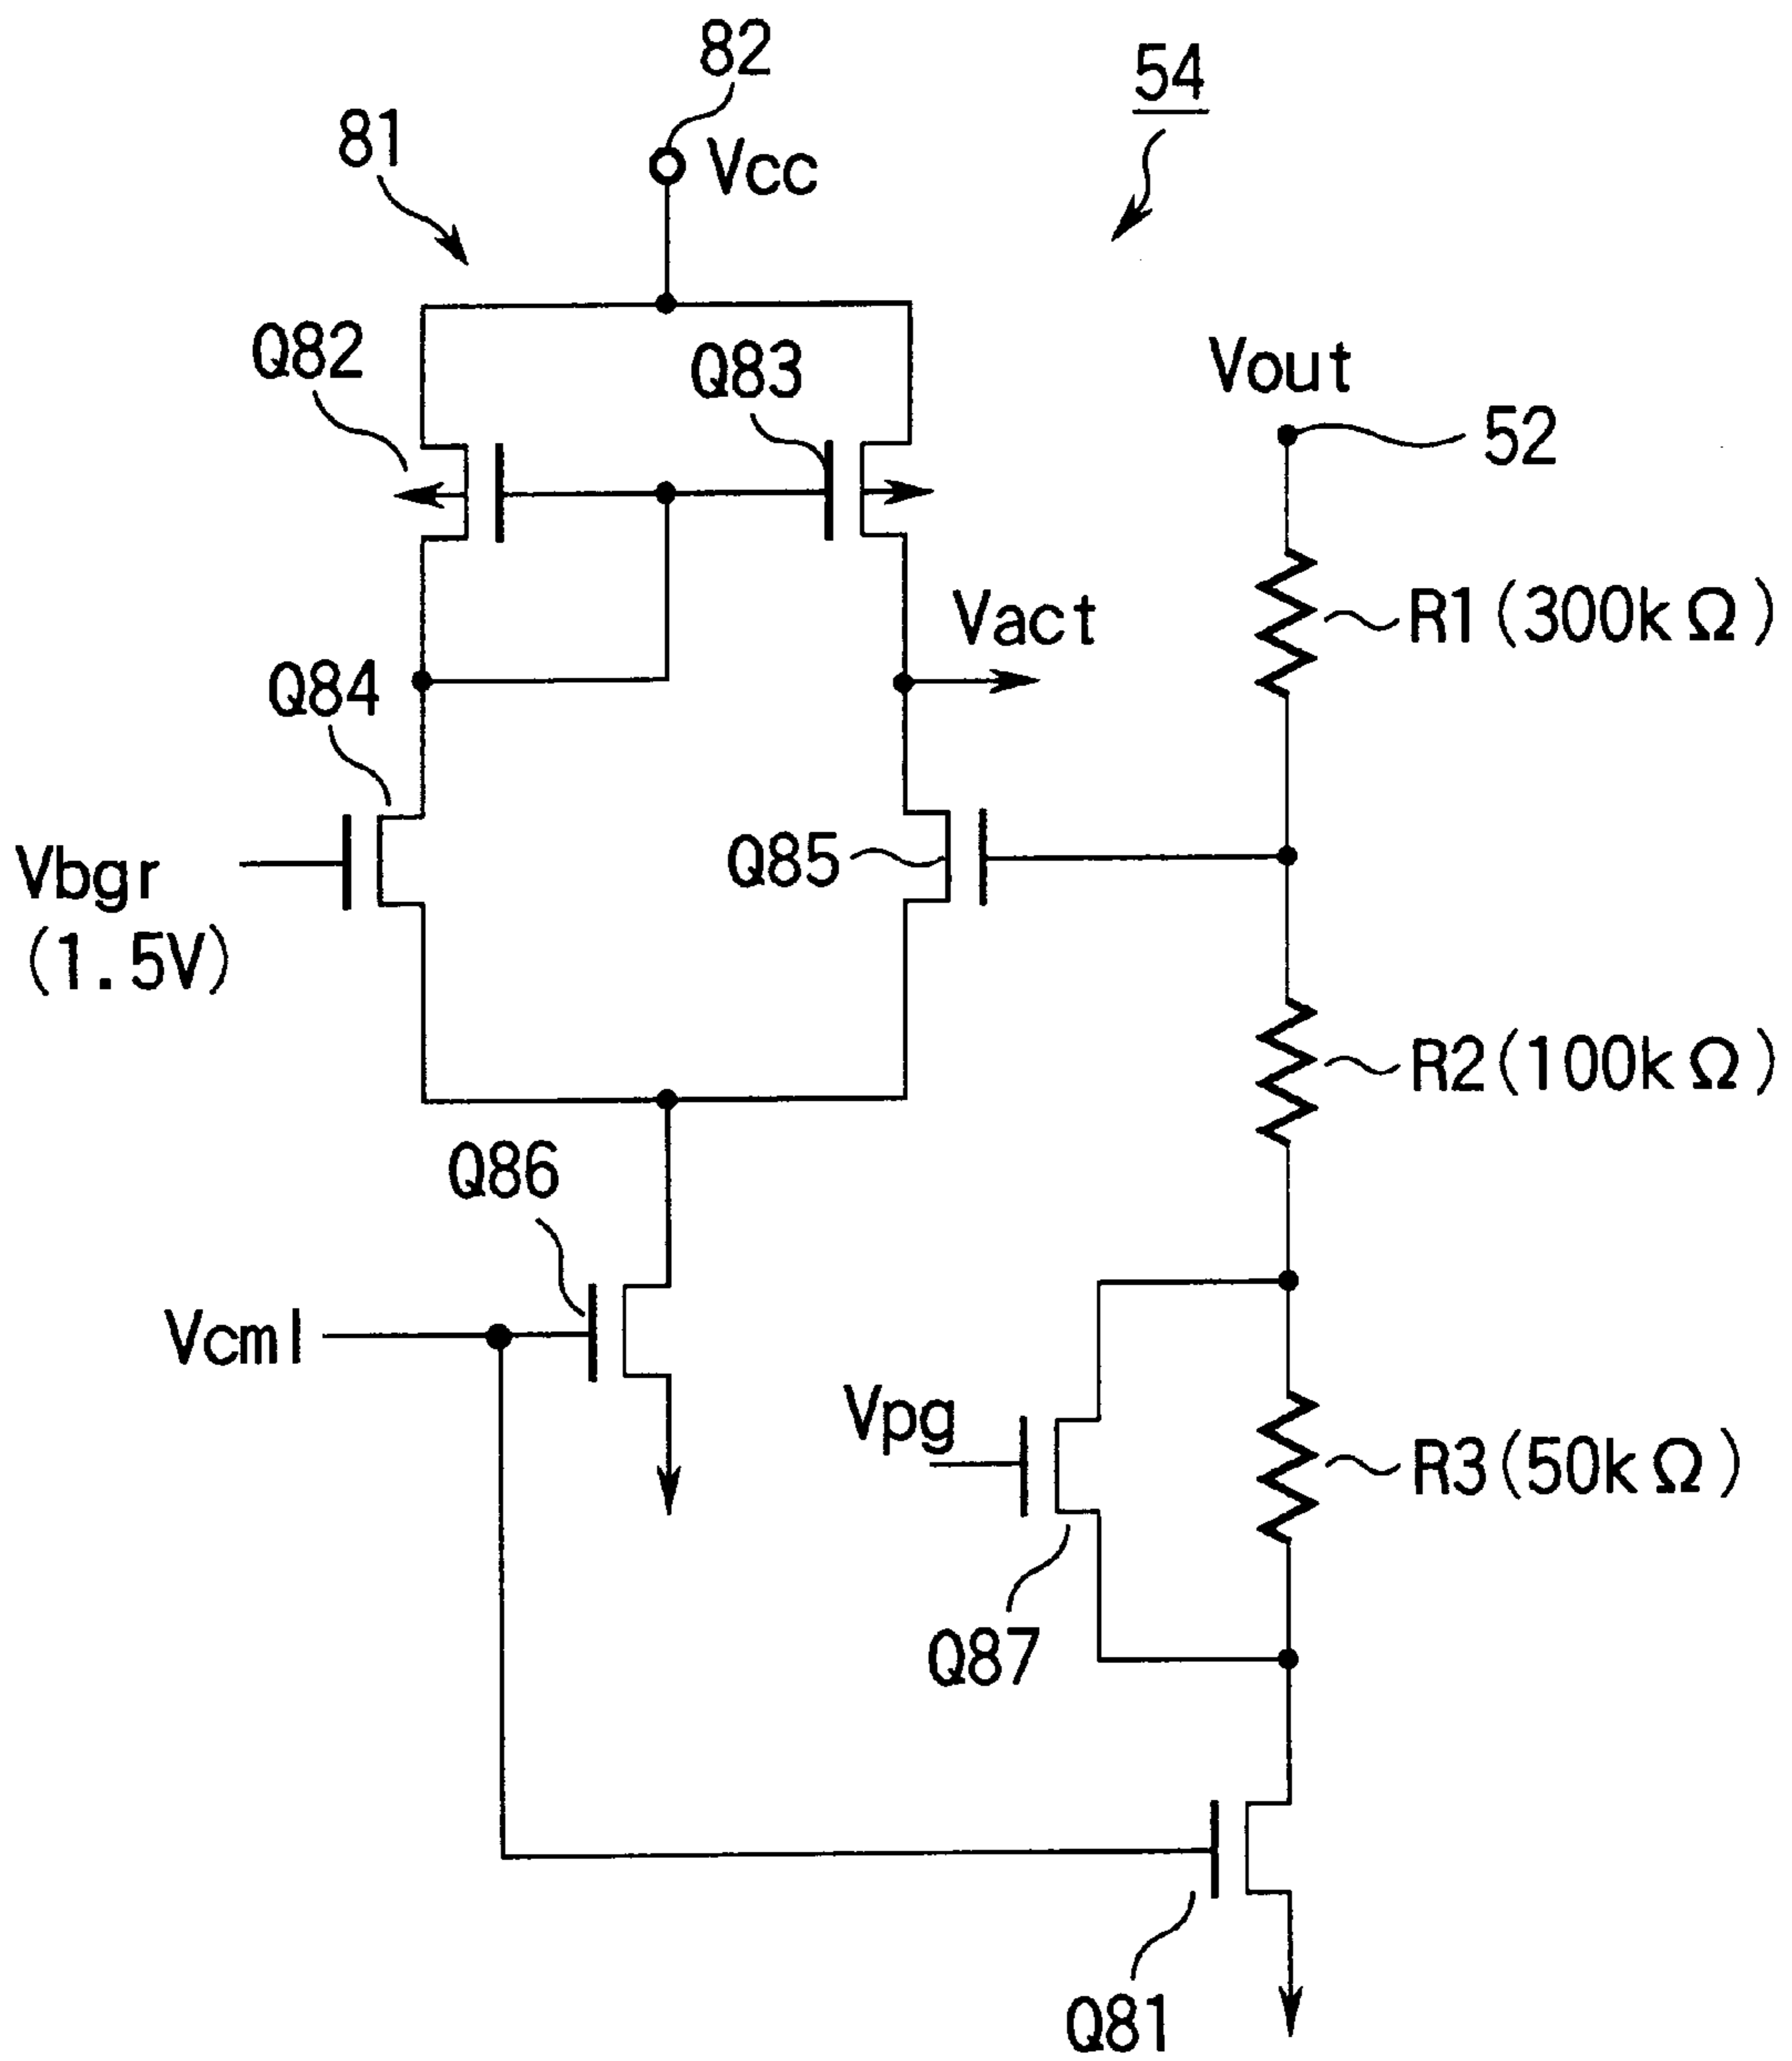 82
54
81
Vcc
Q82
Q83
Vout
52
R1(300kΩ)
Vact
Q84
Vbgr
(1.5V)
Q85
R2(100kΩ)
Q86
Vcml
Vpg
R3(50kΩ)
Q87
Q81